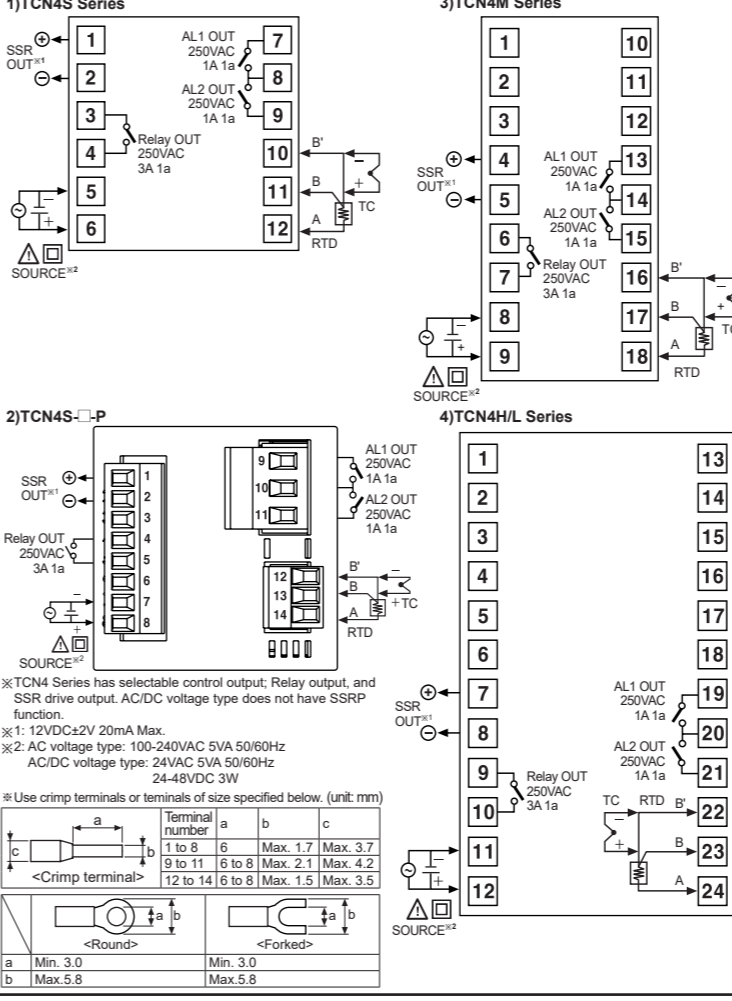 1)TCN4S Series
SSR
OUT※1
⊕
⊖
1
2
3
4
5
6
Relay OUT
250VAC
3A 1a
AL1 OUT
250VAC
1A 1a
AL2 OUT
250VAC
1A 1a
7
8
9
10
11
12
B'
B
A
−
+
TC
RTD
−
+
SOURCE※2
3)TCN4M Series
1
2
3
4
5
6
7
8
9
SSR
OUT※1
⊕
⊖
Relay OUT
250VAC
3A 1a
−
+
SOURCE※2
10
11
12
13
14
15
16
17
18
AL1 OUT
250VAC
1A 1a
AL2 OUT
250VAC
1A 1a
B'
B
A
−
+
RTD
2)TCN4S-□-P
SSR
OUT※1
⊕
⊖
Relay OUT
250VAC
3A 1a
−
+
SOURCE※2
1
2
3
4
5
6
7
8
9
10
11
12
13
14
AL1 OUT
250VAC
1A 1a
AL2 OUT
250VAC
1A 1a
B'
B
A
−
+TC
RTD
※TCN4 Series has selectable control output; Relay output, and
SSR drive output. AC/DC voltage type does not have SSRP
function.
※1: 12VDC±2V 20mA Max.
※2: AC voltage type: 100-240VAC 5VA 50/60Hz
AC/DC voltage type: 24VAC 5VA 50/60Hz
24-48VDC 3W
※Use crimp terminals or teminals of size specified below. (unit: mm)
a
c
b
<Crimp terminal>
Terminal number a b c
1 to 8 6 Max. 1.7 Max. 3.7
9 to 11 6 to 8 Max. 2.1 Max. 4.2
12 to 14 6 to 8 Max. 1.5 Max. 3.5
a b
<Round>
a b
<Forked>
a Min. 3.0 Min. 3.0
b Max.5.8 Max.5.8
4)TCN4H/L Series
1
2
3
4
5
6
7
8
9
10
11
12
SSR
OUT※1
⊕
⊖
Relay OUT
250VAC
3A 1a
−
+
SOURCE※2
13
14
15
16
17
18
19
20
21
22
23
24
AL1 OUT
250VAC
1A 1a
AL2 OUT
250VAC
1A 1a
TC RTD B'
−
+
B
A